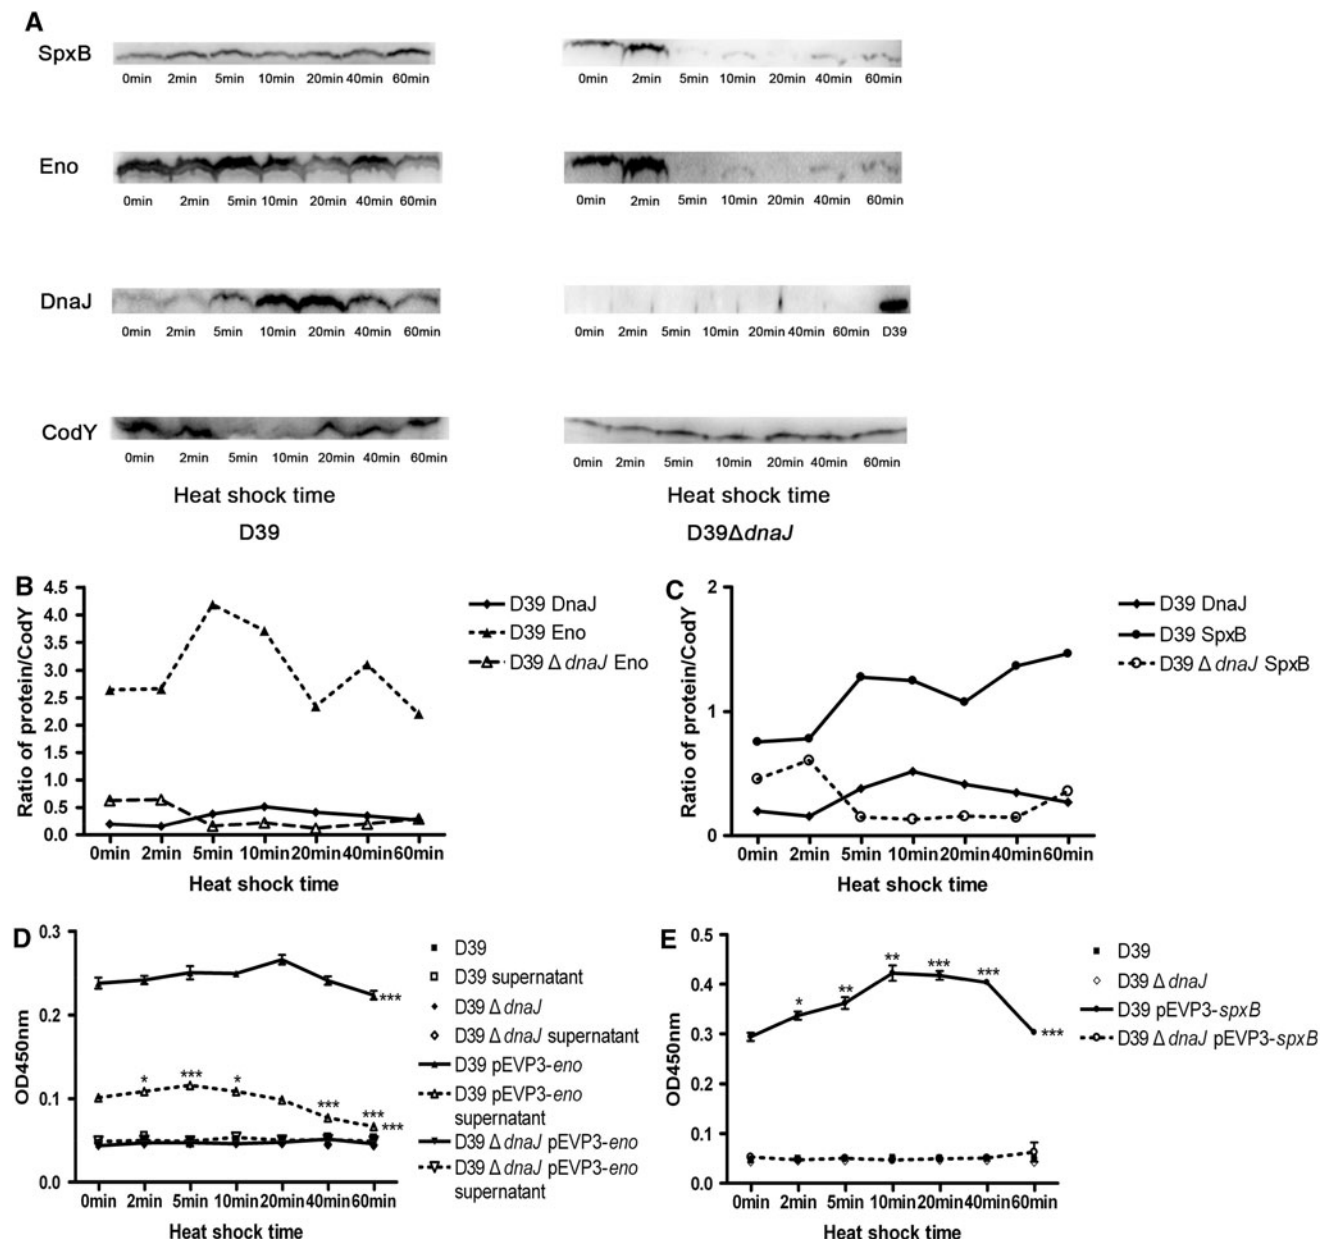 A
SpxB
0min 2min 5min 10min 20min 40min 60min
0min 2min 5min 10min 20min 40min 60min
Eno
0min 2min 5min 10min 20min 40min 60min
0min 2min 5min 10min 20min 40min 60min
DnaJ
0min 2min 5min 10min 20min 40min 60min
0min 2min 5min 10min 20min 40min 60min D39
CodY
0min 2min 5min 10min 20min 40min 60min
0min 2min 5min 10min 20min 40min 60min
Heat shock time
D39
Heat shock time
D39ΔdnaJ
B
Ratio of protein/CodY
4.5
4.0
3.5
3.0
2.5
2.0
1.5
1.0
0.5
0.0
0min 2min 5min 10min 20min 40min 60min
Heat shock time
D39 DnaJ
D39 Eno
D39 Δ dnaJ Eno
C
Ratio of protein/CodY
2
1
0
0min 2min 5min 10min 20min 40min 60min
Heat shock time
D39 DnaJ
D39 SpxB
D39 Δ dnaJ SpxB
D
OD450nm
0.3
0.2
0.1
0.0
***
* *** * *** ***
***
0min 2min 5min 10min 20min 40min 60min
Heat shock time
D39
D39 supernatant
D39 Δ dnaJ
D39 Δ dnaJ supernatant
D39 pEVP3-eno
D39 pEVP3-eno
supernatant
D39 Δ dnaJ pEVP3-eno
D39 Δ dnaJ pEVP3-eno
supernatant
E
OD450nm
0.5
0.4
0.3
0.2
0.1
0.0
* ** ** *** *** ***
0min 2min 5min 10min 20min 40min 60min
Heat shock time
D39
D39 Δ dnaJ
D39 pEVP3-spxB
D39 Δ dnaJ pEVP3-spxB